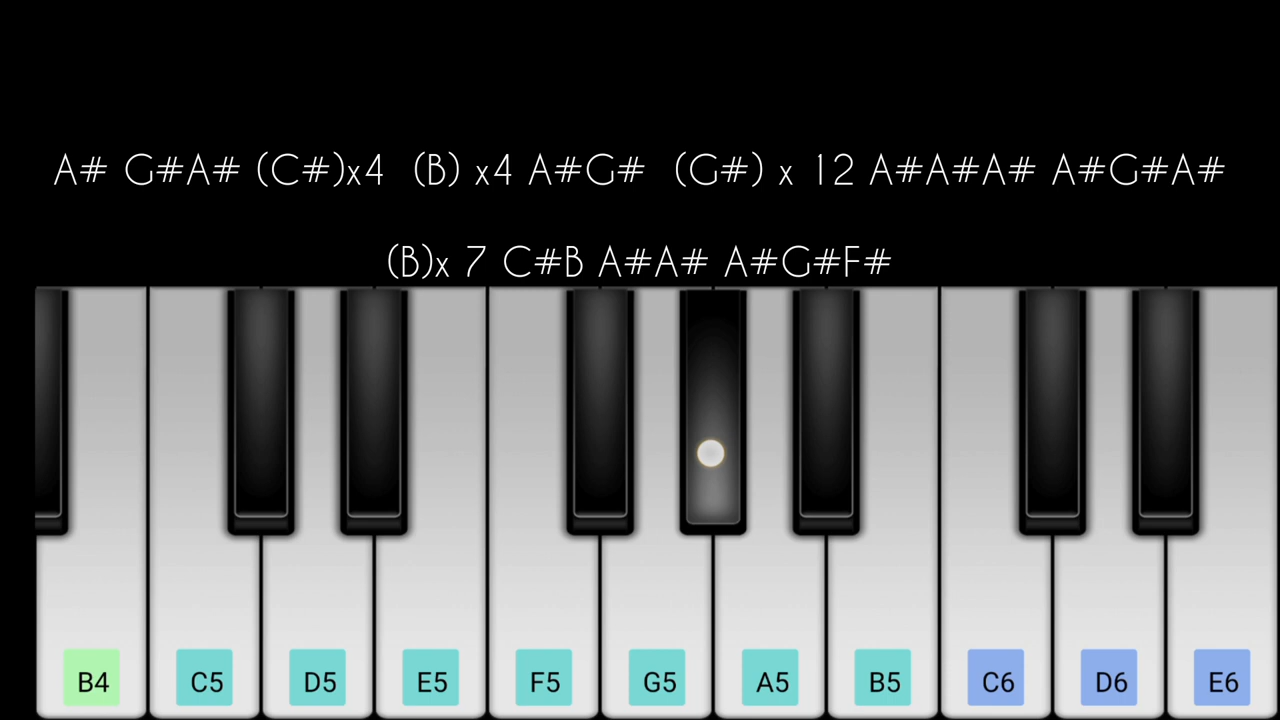 A# G#A# (C#)x4 (B) x4 A#G# (G#) x 12 A#A#A# A#G#A#
(B)x 7 C#B A#A# A#G#F#
B4 C5 D5 E5 F5 G5 A5 B5 C6 D6 E6